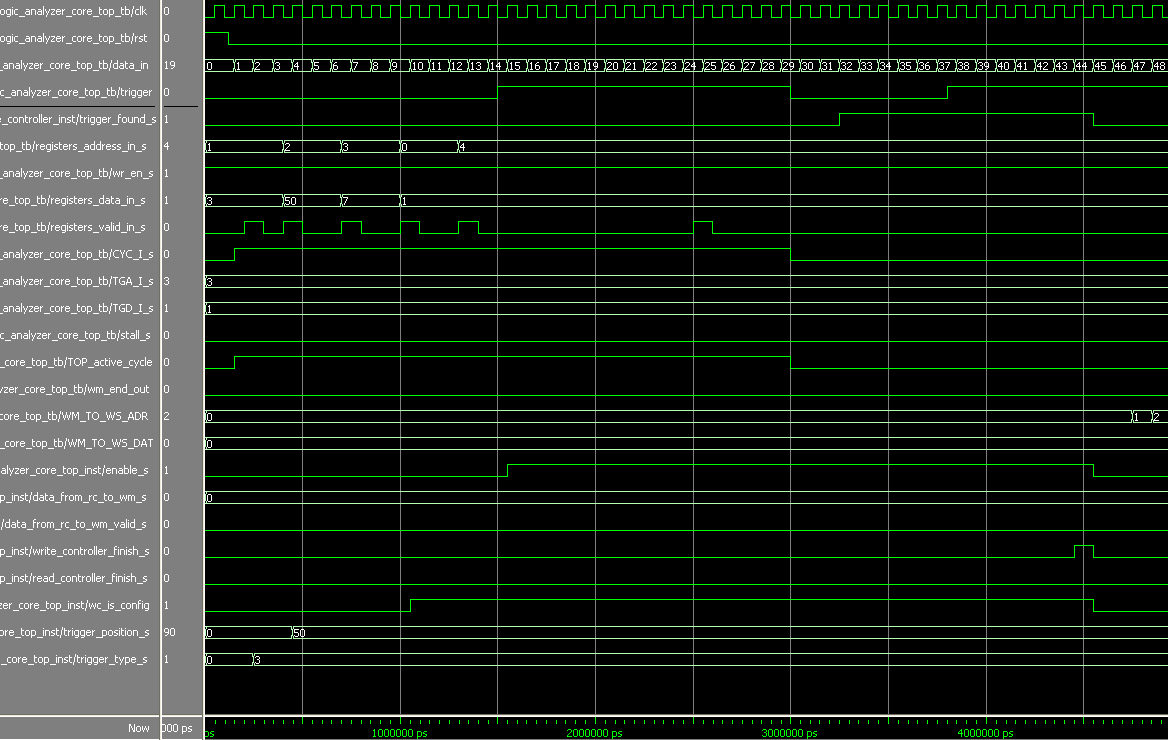 ogic_analyzer_core_top_tb/clk 0
ogic_analyzer_core_top_tb/rst 0
_analyzer_core_top_tb/data_in 19 0 1 2 3 4 5 6 7 8 9 10 11 12 13 14 15 16 17 18 19 20 21 22 23 24 25 26 27 28 29 30 31 32 33 34 35 36 37 38 39 40 41 42 43 44 45 46 47 48
c_analyzer_core_top_tb/trigger 0
e_controller_inst/trigger_found_s 1
top_tb/registers_address_in_s 4 1 2 3 0 4
_analyzer_core_top_tb/wr_en_s 1
re_top_tb/registers_data_in_s 1 3 50 7 1
re_top_tb/registers_valid_in_s 0
_analyzer_core_top_tb/CYC_I_s 0
_analyzer_core_top_tb/TGA_I_s 3 3
_analyzer_core_top_tb/TGD_I_s 1 1
c_analyzer_core_top_tb/stall_s 0
_core_top_tb/TOP_active_cycle 0
yzer_core_top_tb/wm_end_out 0
core_top_tb/WM_TO_WS_ADR 2 0 1 2
_core_top_tb/WM_TO_WS_DAT 0 0
alyzer_core_top_inst/enable_s 1
p_inst/data_from_rc_to_wm_s 0 0
/data_from_rc_to_wm_valid_s 0
p_inst/write_controller_finish_s 0
p_inst/read_controller_finish_s 0
zer_core_top_inst/wc_is_config 1
ore_top_inst/trigger_position_s 90 0 50
_core_top_inst/trigger_type_s 1 0 3
Now 000 ps ps 1000000 ps 2000000 ps 3000000 ps 4000000 ps